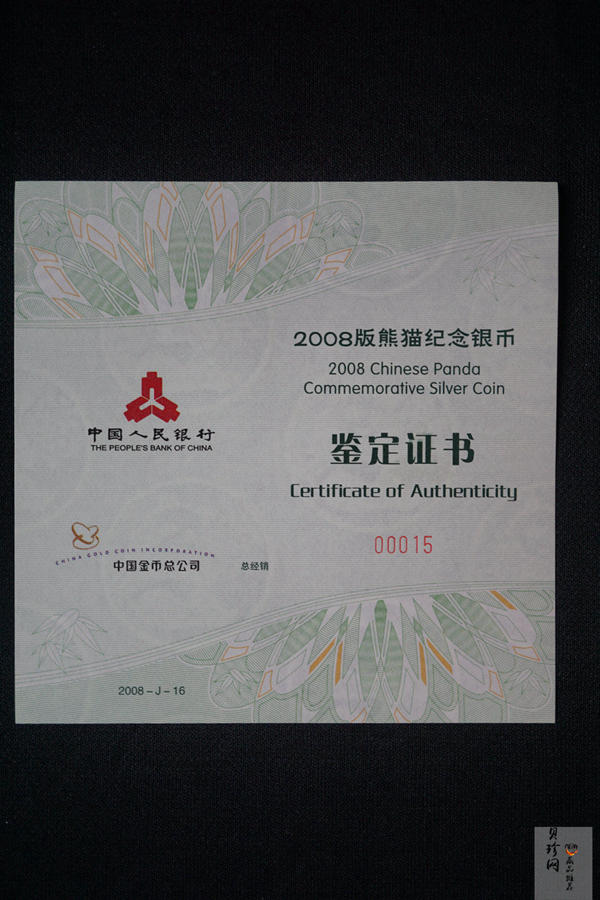 2008版熊猫纪念银币
2008 Chinese Panda
Commemorative Silver Coin
中国人民银行
THE PEOPLE'S BANK OF CHINA
鉴定证书
Certificate of Authenticity
00015
CHINA GOLD COIN INCORPORATION
中国金币总公司
总经销
2008-J-16
贝珍网